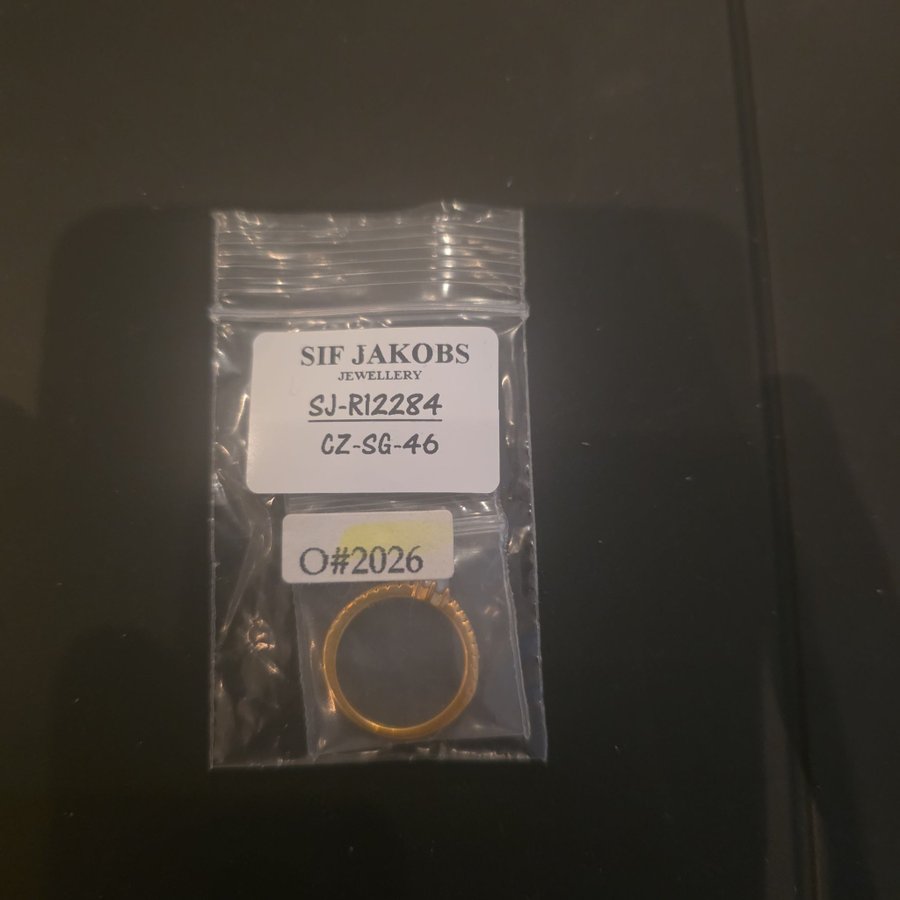 SIF JAKOBS
JEWELLERY
SJ-R12284
CZ-SG-46
O#2026